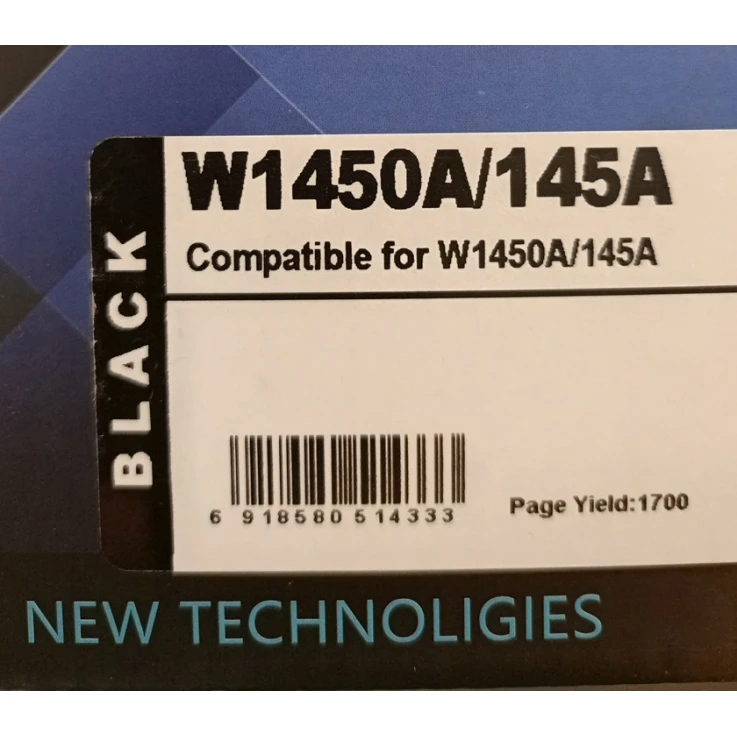 W1450A/145A
Compatible for W1450A/145A
BLACK
6 918580 514333
Page Yield:1700
NEW TECHNOLIGIES